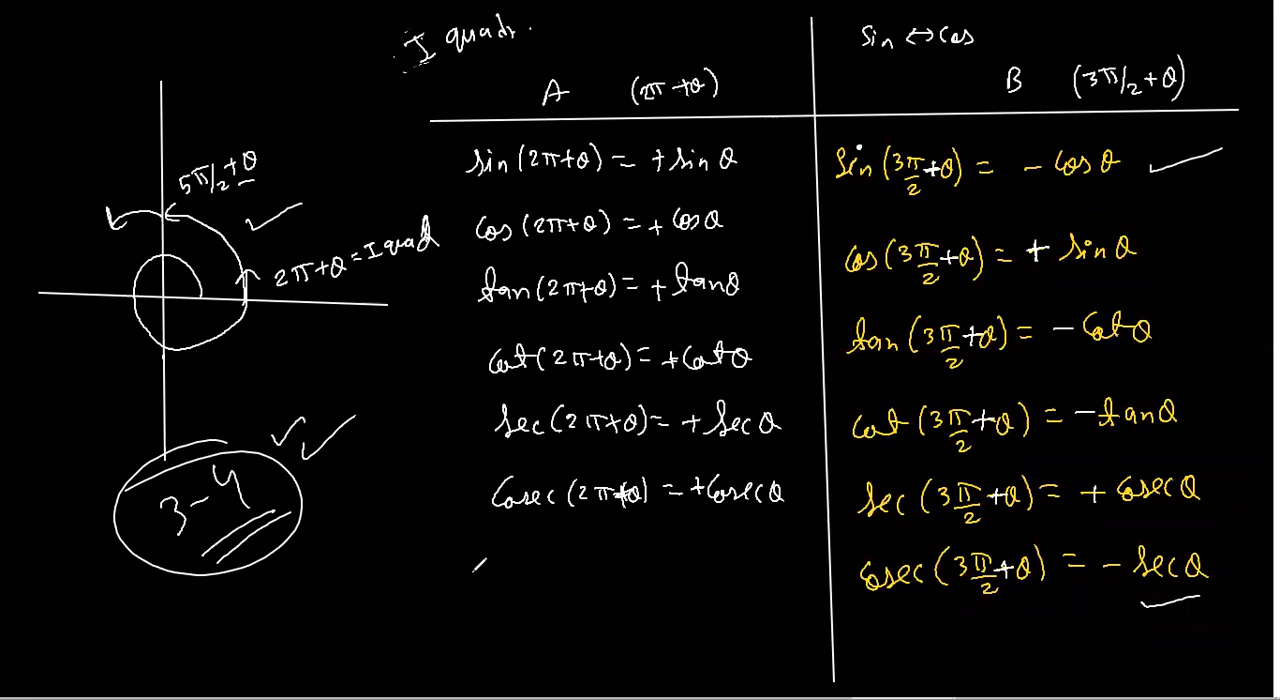 I quadr.
A (2π+θ)
sin(2π+θ) = +sinθ
cos(2π+θ) = +cosθ
tan(2π+θ) = +tanθ
cot(2π+θ) = +cotθ
sec(2π+θ) = +secθ
cosec(2π+θ) = +cosecθ
sin ↔ cos
B (3π/2+θ)
sin(3π/2+θ) = -cosθ
cos(3π/2+θ) = + sinθ
tan(3π/2+θ) = -cotθ
cot(3π/2+θ) = -tanθ
sec(3π/2+θ) = + cosecθ
cosec(3π/2+θ) = - secθ
5π/2+θ
2π+θ = I quad
3-4